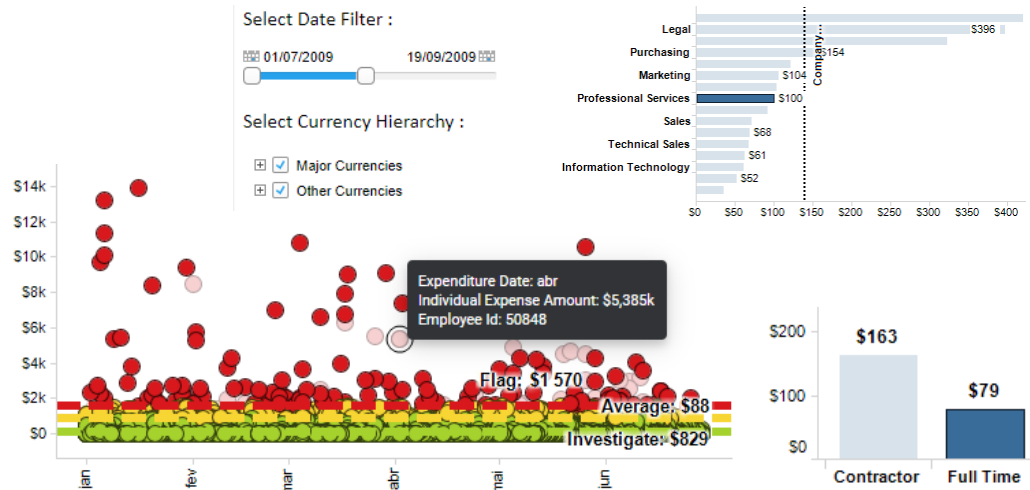 Select Date Filter :
01/07/2009
19/09/2009
Select Currency Hierarchy :
Major Currencies
Other Currencies
Legal
$396
Purchasing
$154
Company:
Marketing
$104
Professional Services
$100
Sales
$68
Technical Sales
$61
Information Technology
$52
$0 $50 $100 $150 $200 $250 $300 $350 $400
$14k
$12k
$10k
$8k
$6k
$4k
$2k
$0
Expenditure Date: abr
Individual Expense Amount: $5,385k
Employee Id: 50848
Flag: $1 570
Average: $88
Investigate: $829
jan fev mar abr mai jun
$200
$100
$0
$163
$79
Contractor Full Time